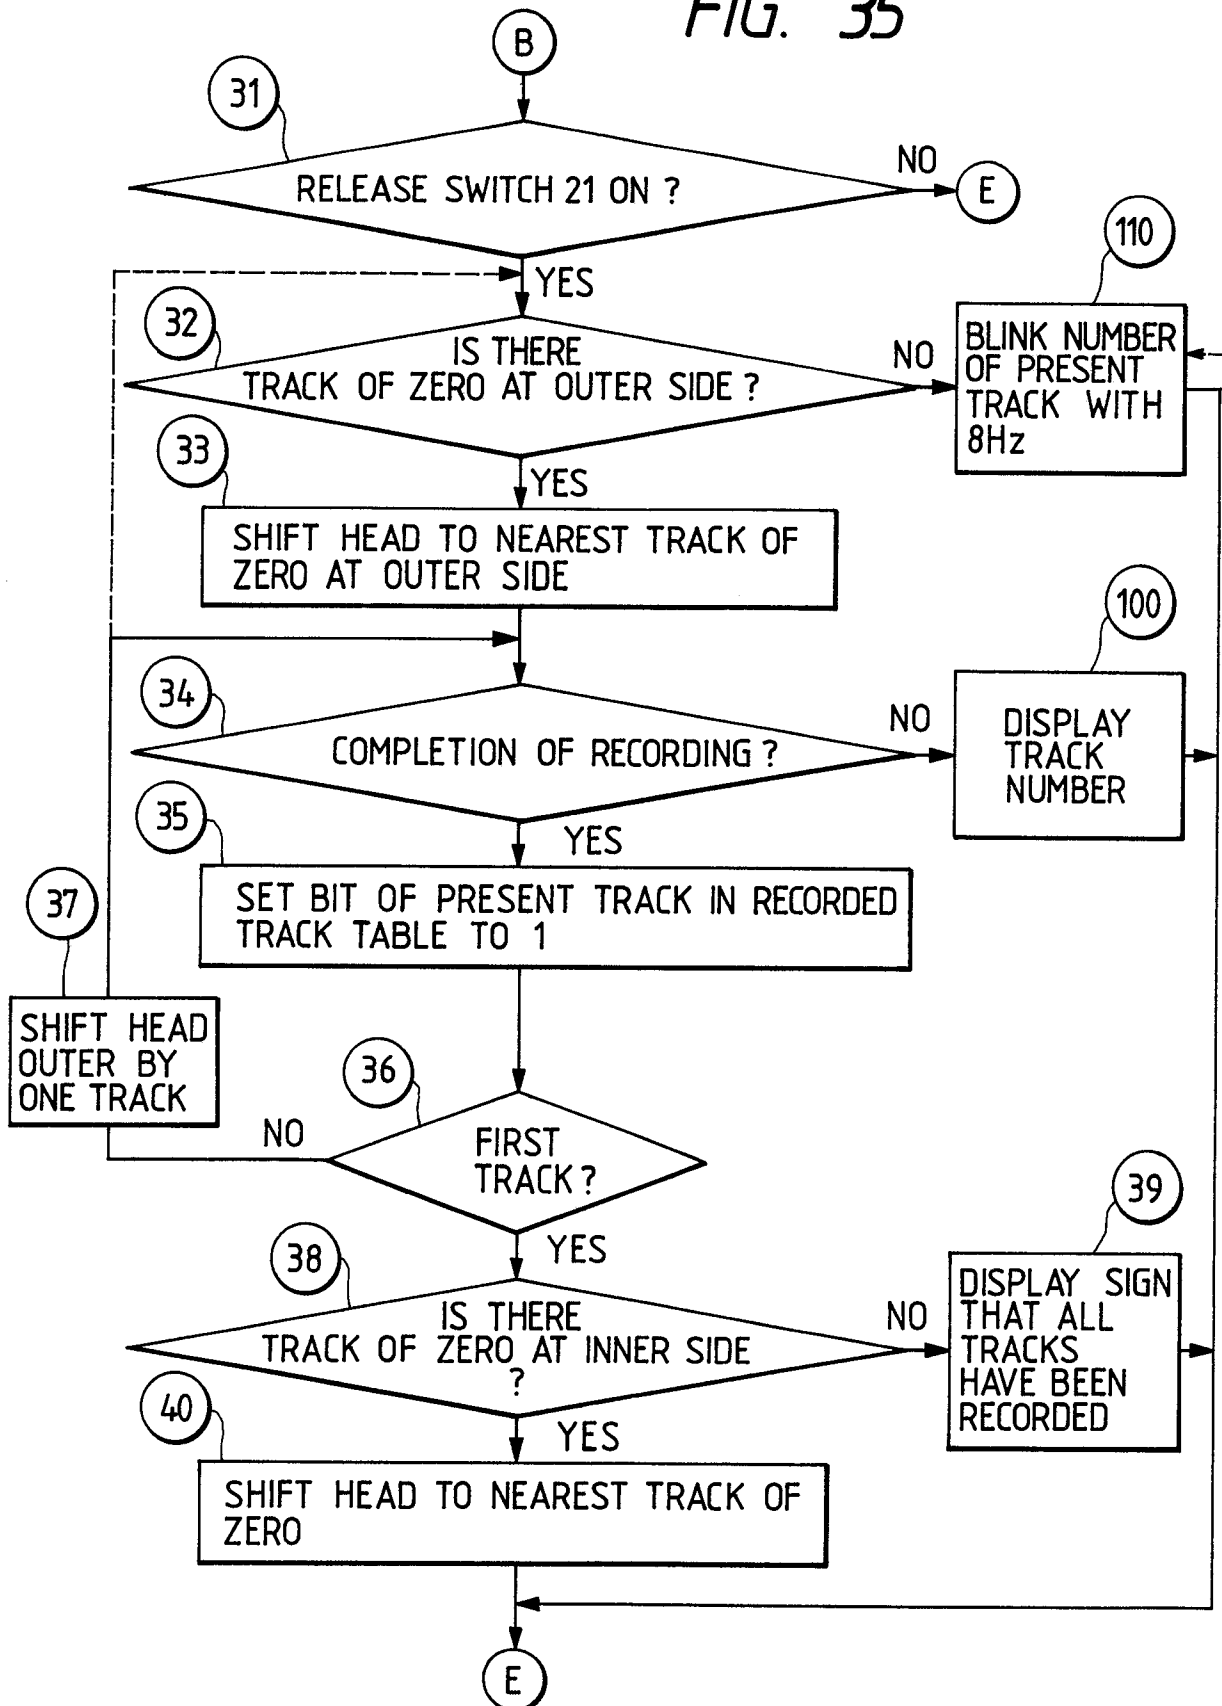 FIG. 35
B
31
RELEASE SWITCH 21 ON ?
NO
E
YES
110
32
IS THERE
TRACK OF ZERO AT OUTER SIDE ?
NO
BLINK NUMBER
OF PRESENT
TRACK WITH
8Hz
33
YES
SHIFT HEAD TO NEAREST TRACK OF
ZERO AT OUTER SIDE
100
34
COMPLETION OF RECORDING ?
NO
DISPLAY
TRACK
NUMBER
35
YES
SET BIT OF PRESENT TRACK IN RECORDED
TRACK TABLE TO 1
37
SHIFT HEAD
OUTER BY
ONE TRACK
36
NO
FIRST
TRACK ?
YES
39
38
IS THERE
TRACK OF ZERO AT INNER SIDE
?
NO
DISPLAY SIGN
THAT ALL
TRACKS
HAVE BEEN
RECORDED
40
YES
SHIFT HEAD TO NEAREST TRACK OF
ZERO
E